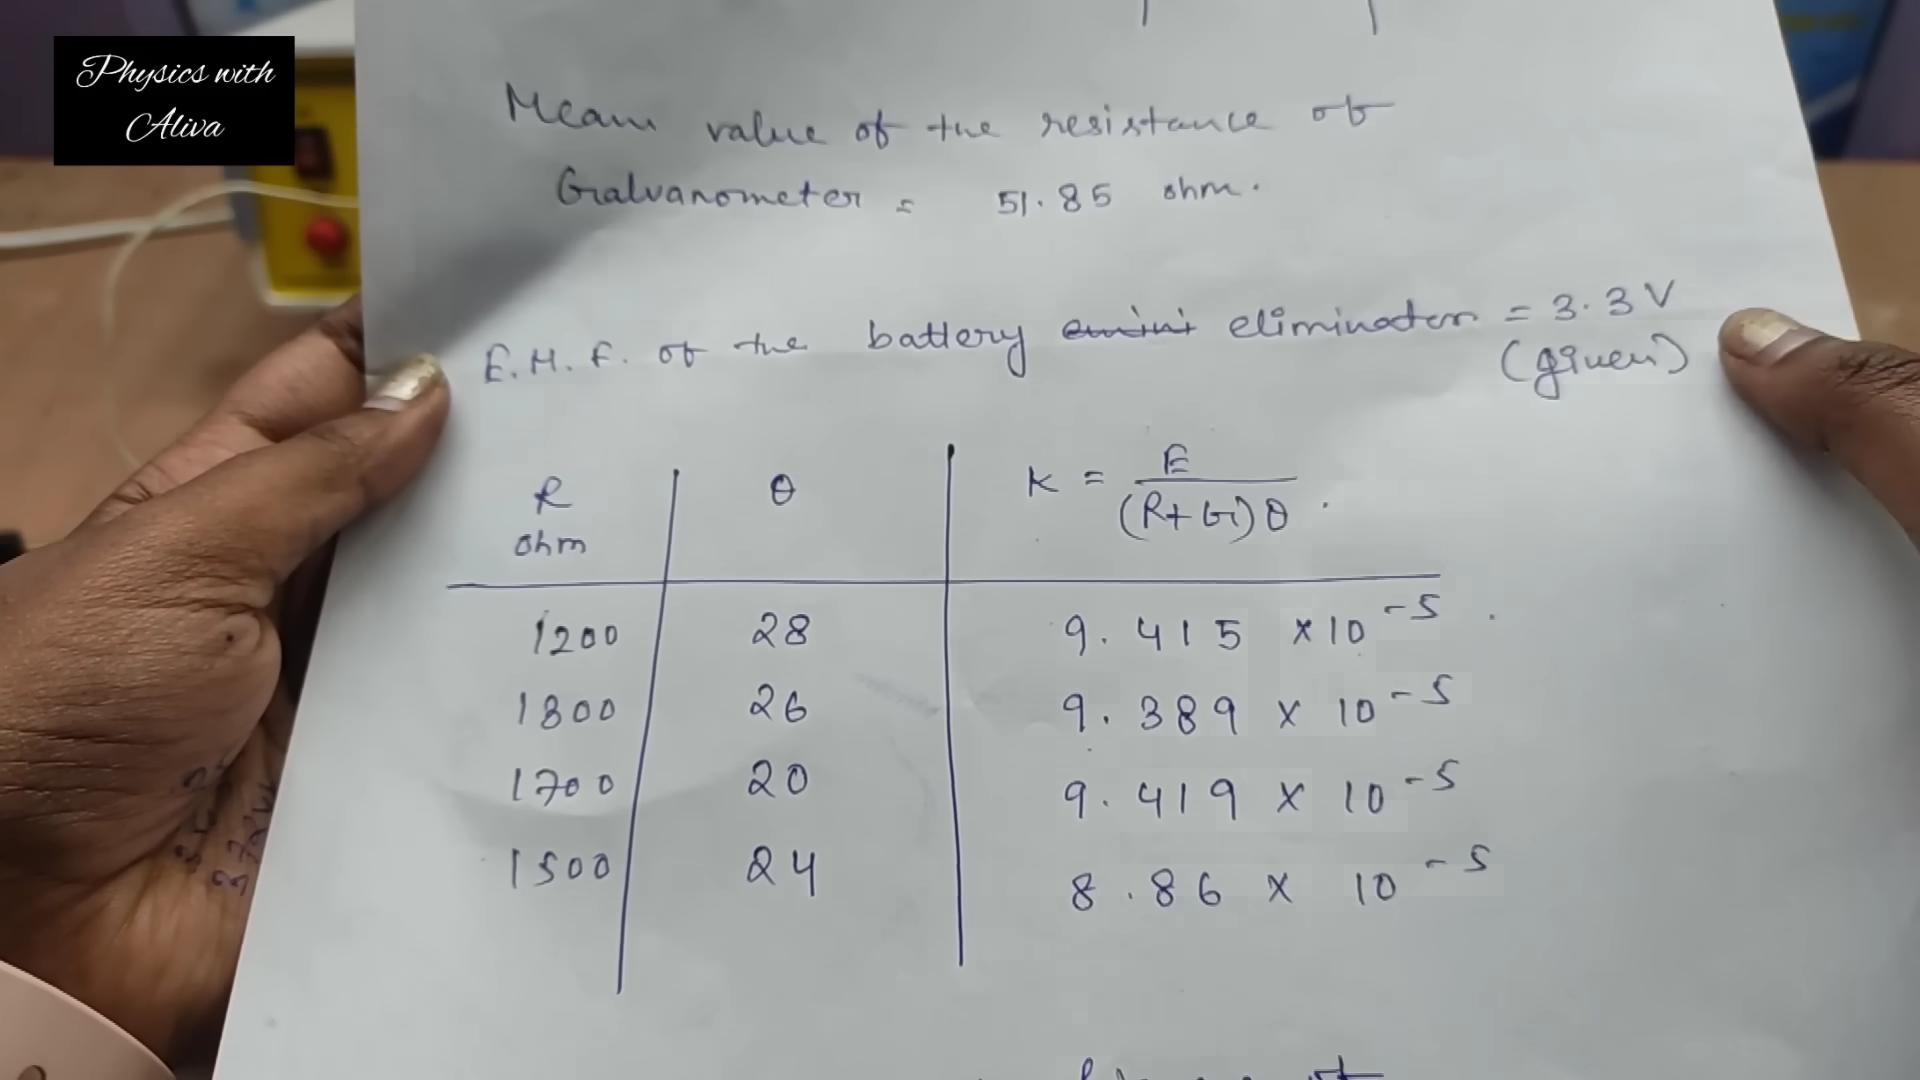 Physics with
Aliva
Mean value of the resistance of
Galvanometer = 51.85 ohm.
E.M.F. of the battery eliminator = 3.3 V
(given)
R θ K = E / (R+G)θ .
ohm
1200 28 9.415 × 10⁻⁵
1300 26 9.389 × 10⁻⁵
1700 20 9.419 × 10⁻⁵
1500 24 8.86 × 10⁻⁵